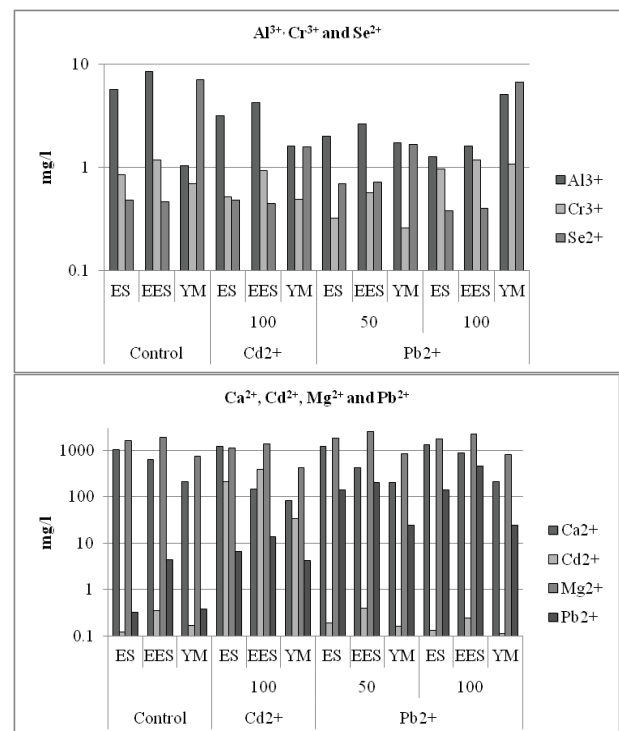 Al³⁺, Cr³⁺ and Se²⁺
10
1
0.1
mg/l
Al3+
Cr3+
Se2+
ES EES YM ES EES YM ES EES YM ES EES YM
100 50 100
Control Cd2+ Pb2+
Ca²⁺, Cd²⁺, Mg²⁺ and Pb²⁺
1000
100
10
1
0.1
mg/l
Ca2+
Cd2+
Mg2+
Pb2+
ES EES YM ES EES YM ES EES YM ES EES YM
100 50 100
Control Cd2+ Pb2+